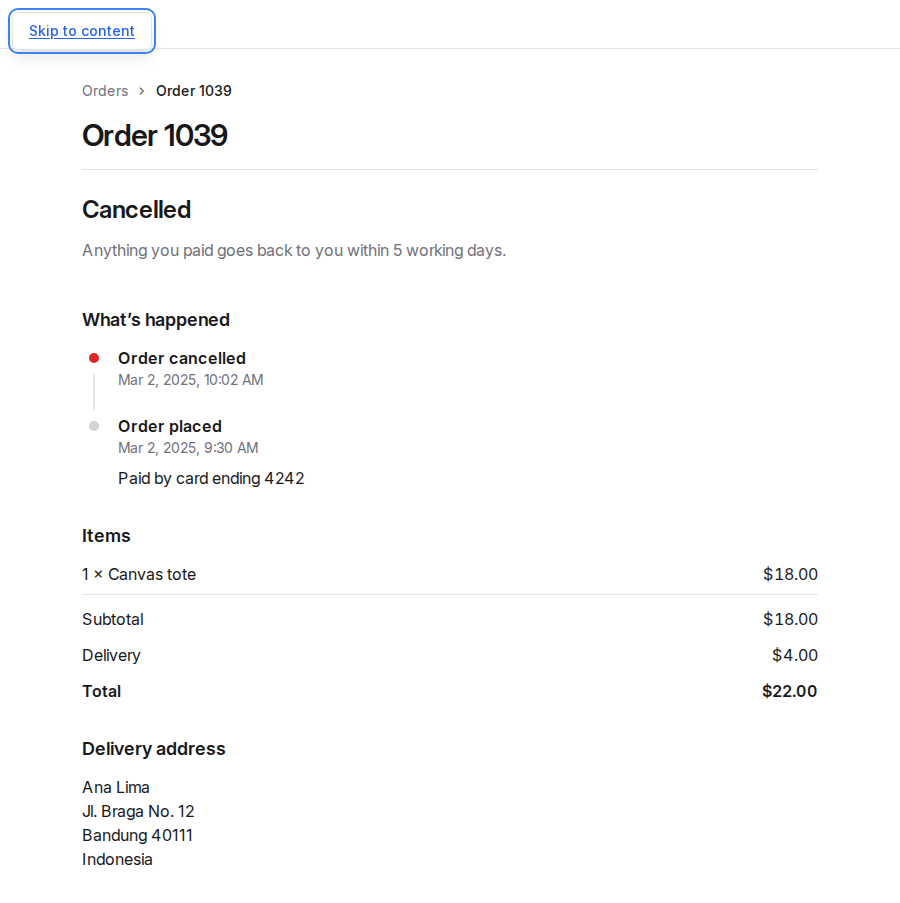 Skip to content
Orders > Order 1039
Order 1039
Cancelled
Anything you paid goes back to you within 5 working days.
What’s happened
Order cancelled
Mar 2, 2025, 10:02 AM
Order placed
Mar 2, 2025, 9:30 AM
Paid by card ending 4242
Items
1 × Canvas tote $18.00
Subtotal $18.00
Delivery $4.00
Total $22.00
Delivery address
Ana Lima
Jl. Braga No. 12
Bandung 40111
Indonesia